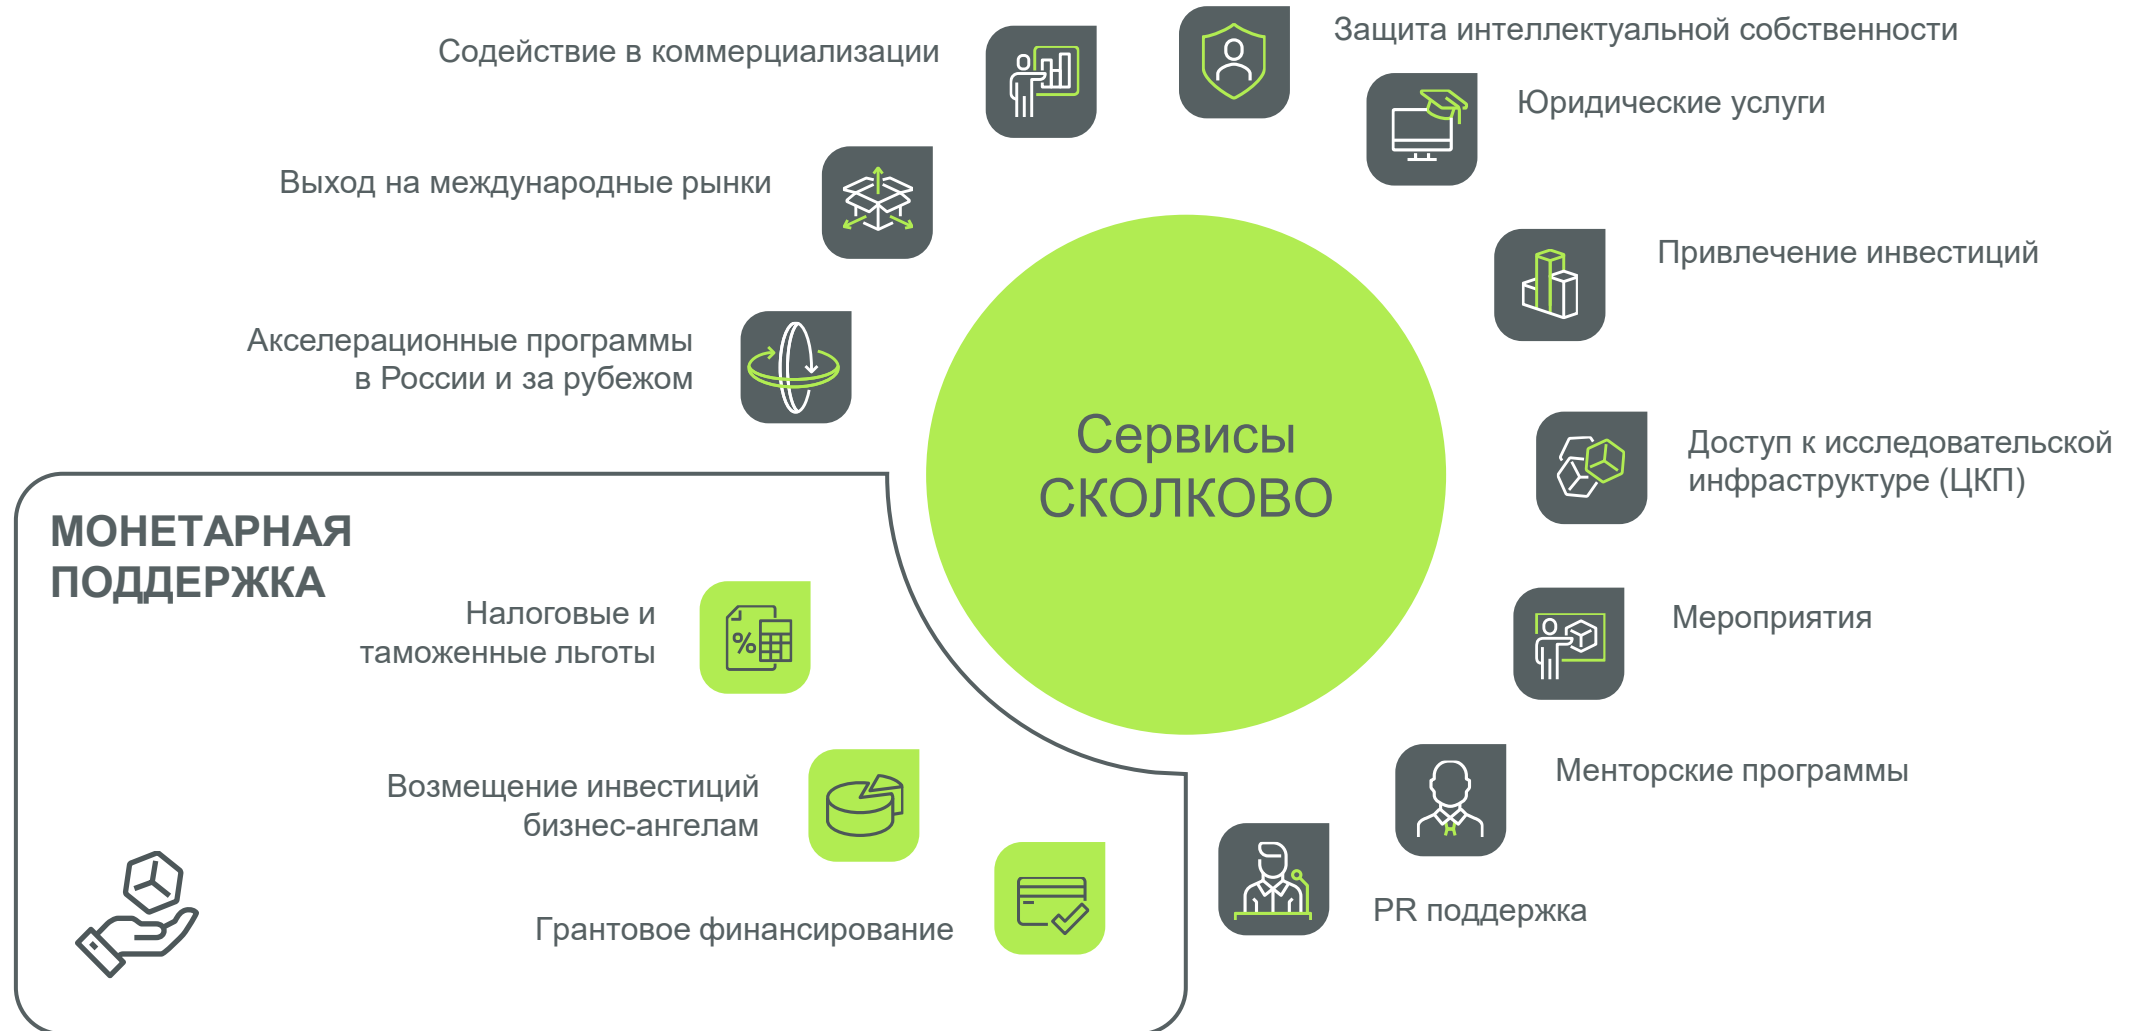 Содействие в коммерциализации
Защита интеллектуальной собственности
Юридические услуги
Выход на международные рынки
Привлечение инвестиций
Акселерационные программы
в России и за рубежом
Сервисы
СКОЛКОВО
Доступ к исследовательской
инфраструктуре (ЦКП)
МОНЕТАРНАЯ
ПОДДЕРЖКА
Налоговые и
таможенные льготы
%
Мероприятия
Возмещение инвестиций
бизнес-ангелам
Менторские программы
Грантовое финансирование
PR поддержка